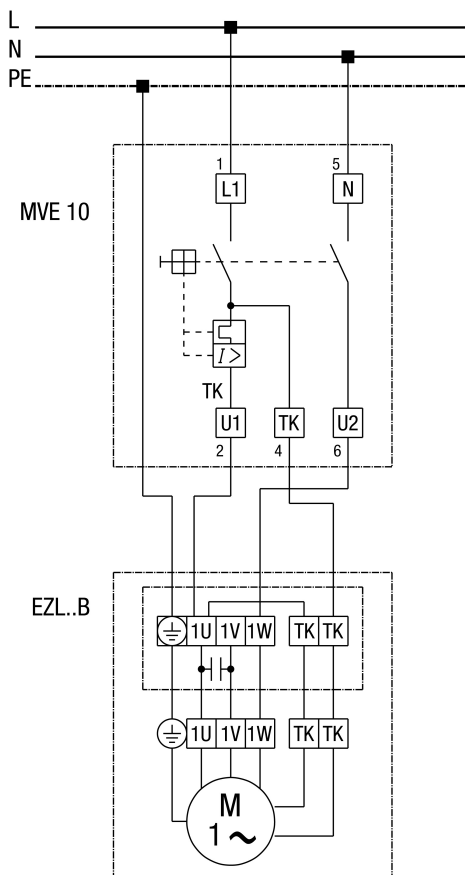 L
N
PE
1 5
L1 N
MVE 10
I>
TK
U1 TK U2
2 4 6
EZL..B
1U 1V 1W TK TK
1U 1V 1W TK TK
M
1 ~